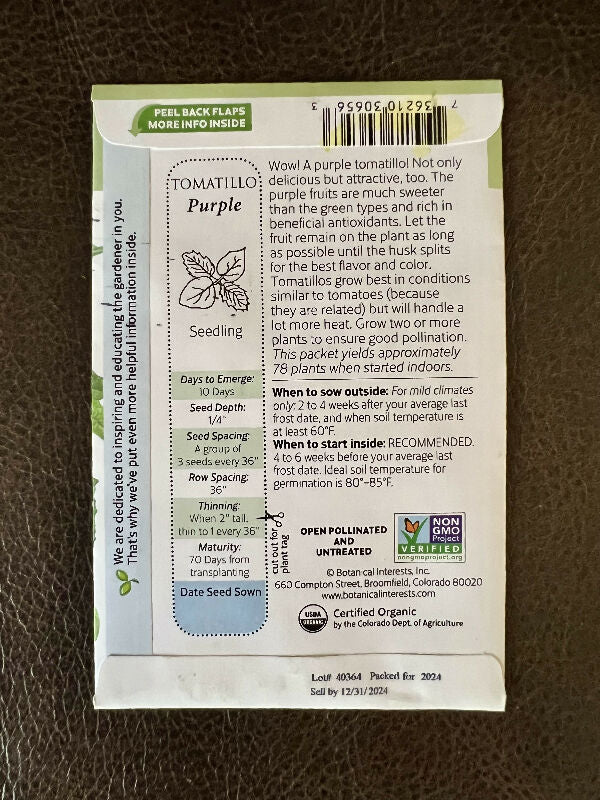 PEEL BACK FLAPS
MORE INFO INSIDE
7 36210 30656 3
We are dedicated to inspiring and educating the gardener in you.
That's why we've put even more helpful information inside.
TOMATILLO
Purple
Seedling
Days to Emerge:
10 Days
Seed Depth:
1/4"
Seed Spacing:
A group of
3 seeds every 36"
Row Spacing:
36"
Thinning:
When 2" tall,
thin to 1 every 36"
Maturity:
70 Days from
transplanting
Date Seed Sown
cut out for
plant tag
Wow! A purple tomatillo! Not only
delicious but attractive, too. The
purple fruits are much sweeter
than the green types and rich in
beneficial antioxidants. Let the
fruit remain on the plant as long
as possible until the husk splits
for the best flavor and color.
Tomatillos grow best in conditions
similar to tomatoes (because
they are related) but will handle a
lot more heat. Grow two or more
plants to ensure good pollination.
This packet yields approximately
78 plants when started indoors.
When to sow outside: For mild climates
only: 2 to 4 weeks after your average last
frost date, and when soil temperature is
at least 60°F.
When to start inside: RECOMMENDED.
4 to 6 weeks before your average last
frost date. Ideal soil temperature for
germination is 80°–85°F.
OPEN POLLINATED
AND
UNTREATED
NON
GMO
Project
VERIFIED
nongmoproject.org
© Botanical Interests, Inc.
660 Compton Street, Broomfield, Colorado 80020
www.botanicalinterests.com
USDA
ORGANIC
Certified Organic
by the Colorado Dept. of Agriculture
Lot# 40364 Packed for 2024
Sell by 12/31/2024